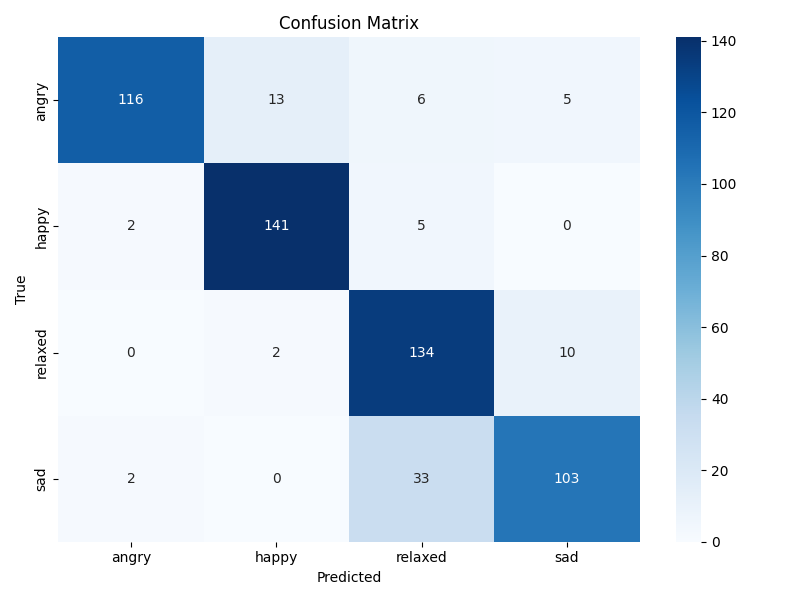 Confusion Matrix
angry 116 13 6 5
happy 2 141 5 0
relaxed 0 2 134 10
sad 2 0 33 103
angry happy relaxed sad
Predicted
True
140
120
100
80
60
40
20
0